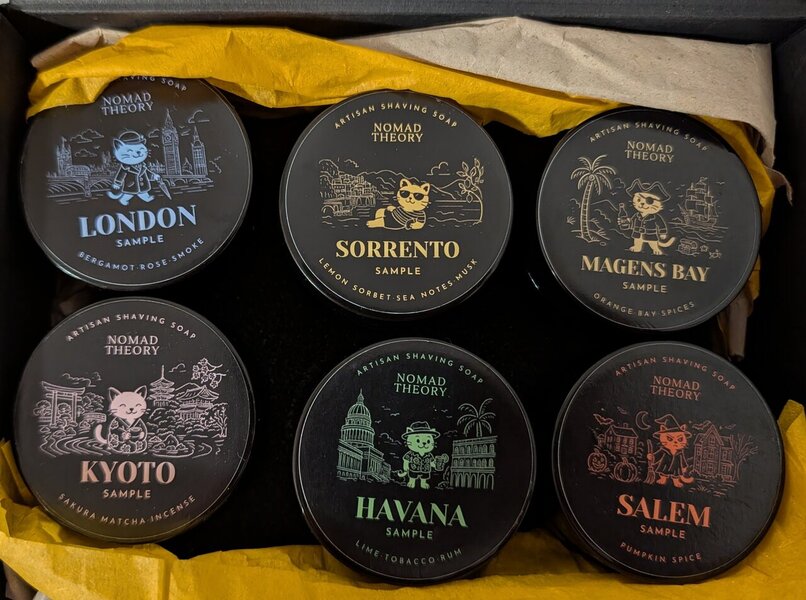 SHAVING SOAP
NOMAD
THEORY
LONDON
SAMPLE
BERGAMOT·ROSE·SMOKE
ARTISAN SHAVING SOAP
NOMAD
THEORY
SORRENTO
SAMPLE
LEMON SORBET·SEA NOTES·MUSK
ARTISAN SHAVING SOAP
NOMAD
THEORY
MAGENS BAY
SAMPLE
ORANGE·BAY·SPICES
ARTISAN SHAVING SOAP
NOMAD
THEORY
KYOTO
SAMPLE
SAKURA·MATCHA·INCENSE
ARTISAN SHAVING SOAP
NOMAD
THEORY
HAVANA
SAMPLE
LIME·TOBACCO·RUM
ARTISAN SHAVING SOAP
NOMAD
THEORY
SALEM
SAMPLE
PUMPKIN SPICE